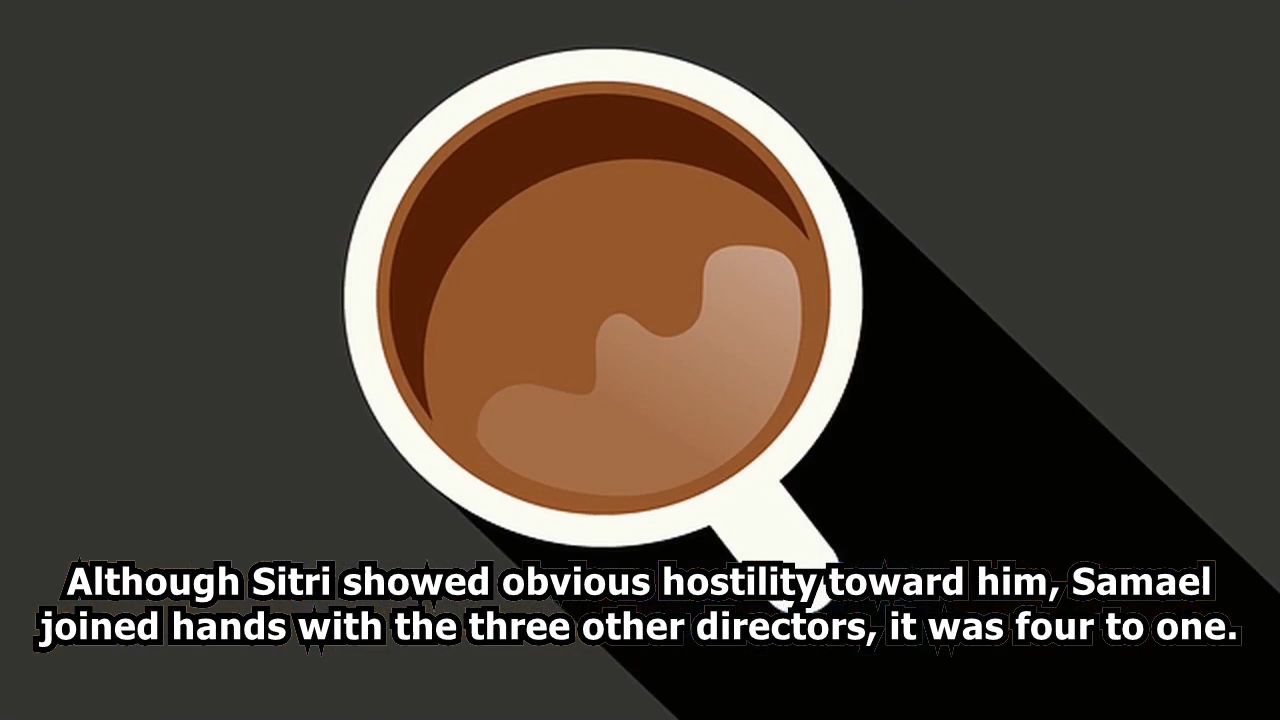 Although Sitri showed obvious hostility toward him, Samael
joined hands with the three other directors, it was four to one.